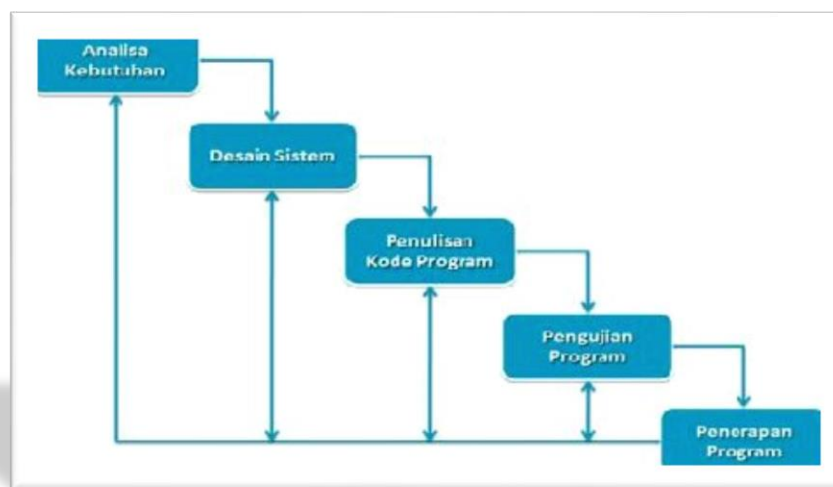 Analisa
Kebutuhan
Desain Sistem
Penulisan
Kode Program
Pengujian
Program
Penerapan
Program